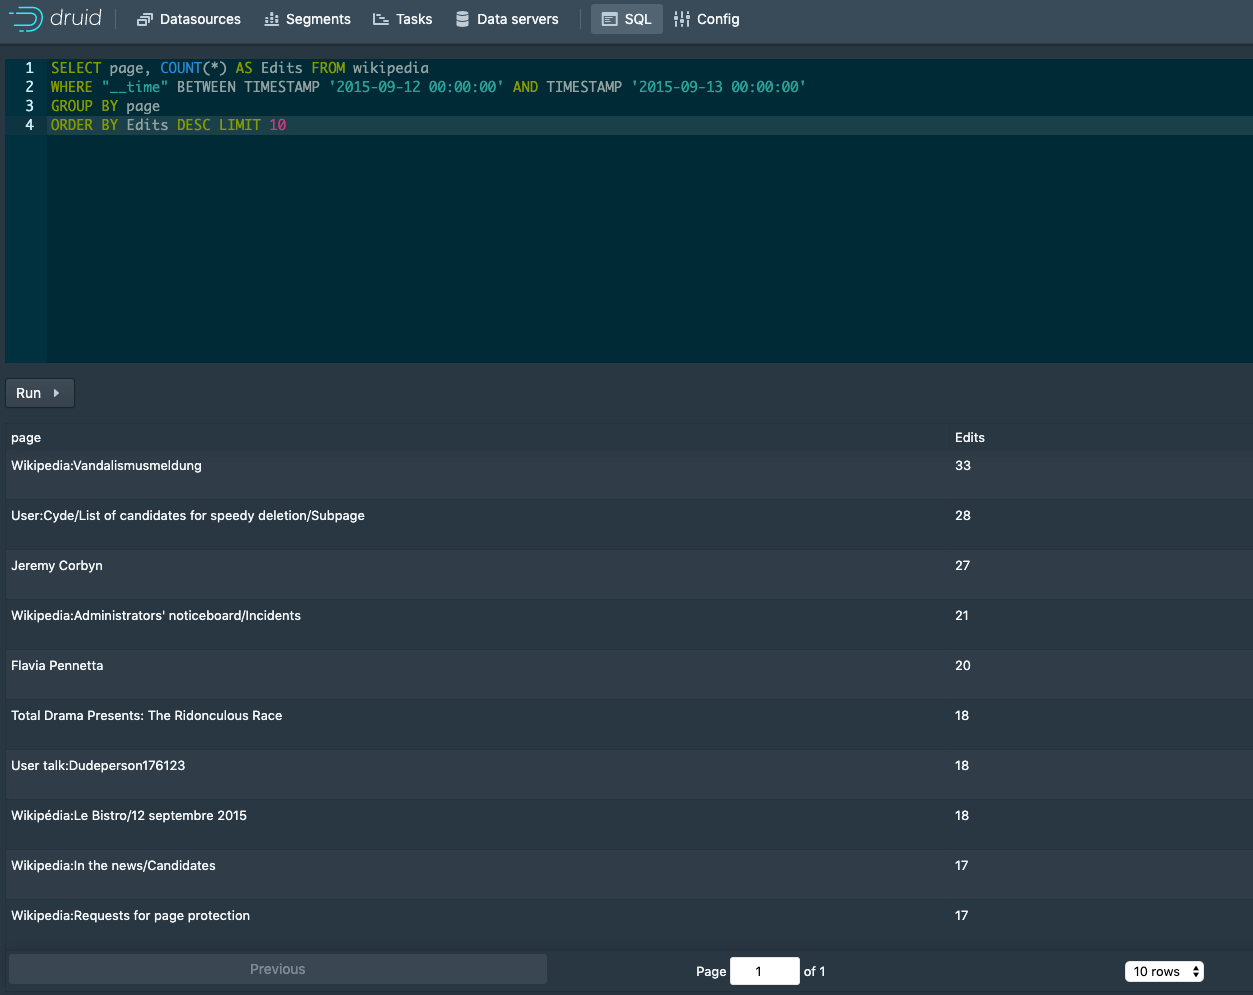 druid Datasources Segments Tasks Data servers SQL Config
1 SELECT page, COUNT(*) AS Edits FROM wikipedia
2 WHERE "__time" BETWEEN TIMESTAMP '2015-09-12 00:00:00' AND TIMESTAMP '2015-09-13 00:00:00'
3 GROUP BY page
4 ORDER BY Edits DESC LIMIT 10
Run
page Edits
Wikipedia:Vandalismusmeldung 33
User:Cyde/List of candidates for speedy deletion/Subpage 28
Jeremy Corbyn 27
Wikipedia:Administrators' noticeboard/Incidents 21
Flavia Pennetta 20
Total Drama Presents: The Ridonculous Race 18
User talk:Dudeperson176123 18
Wikipédia:Le Bistro/12 septembre 2015 18
Wikipedia:In the news/Candidates 17
Wikipedia:Requests for page protection 17
Previous Page 1 of 1 10 rows